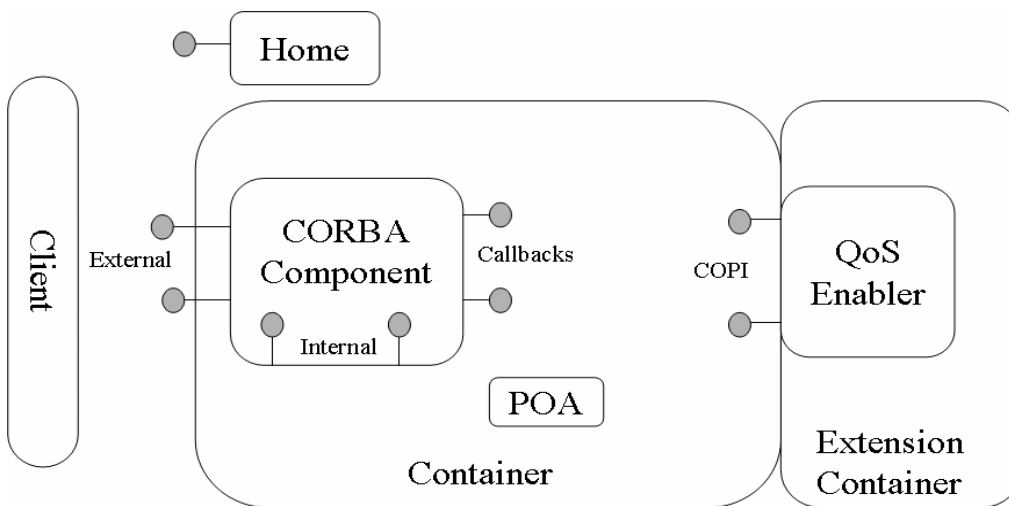 Home
Client
External
CORBA
Component
Internal
Callbacks
COPI
QoS
Enabler
POA
Container
Extension
Container